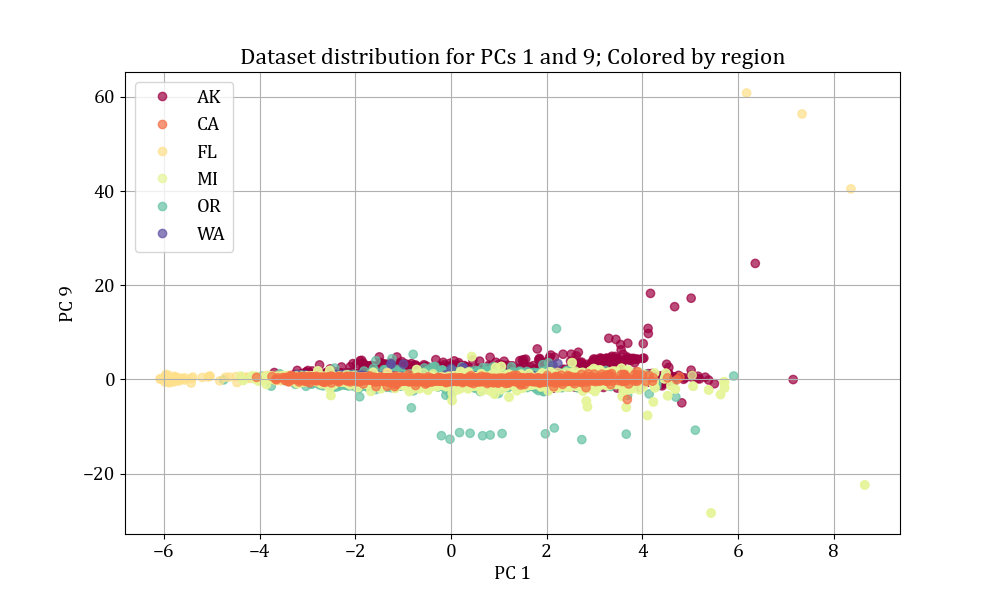 Dataset distribution for PCs 1 and 9; Colored by region
60
40
20
0
−20
PC 9
AK
CA
FL
MI
OR
WA
−6
−4
−2
0
2
4
6
8
PC 1